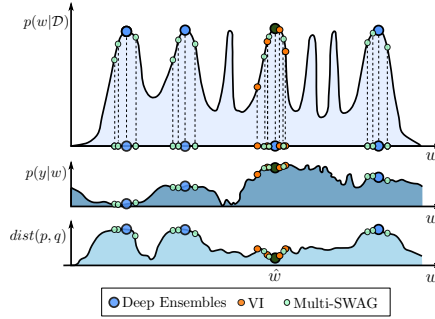 p(w|𝒟)
w
p(y|w)
w
dist(p, q)
w
ŵ
Deep Ensembles VI Multi-SWAG